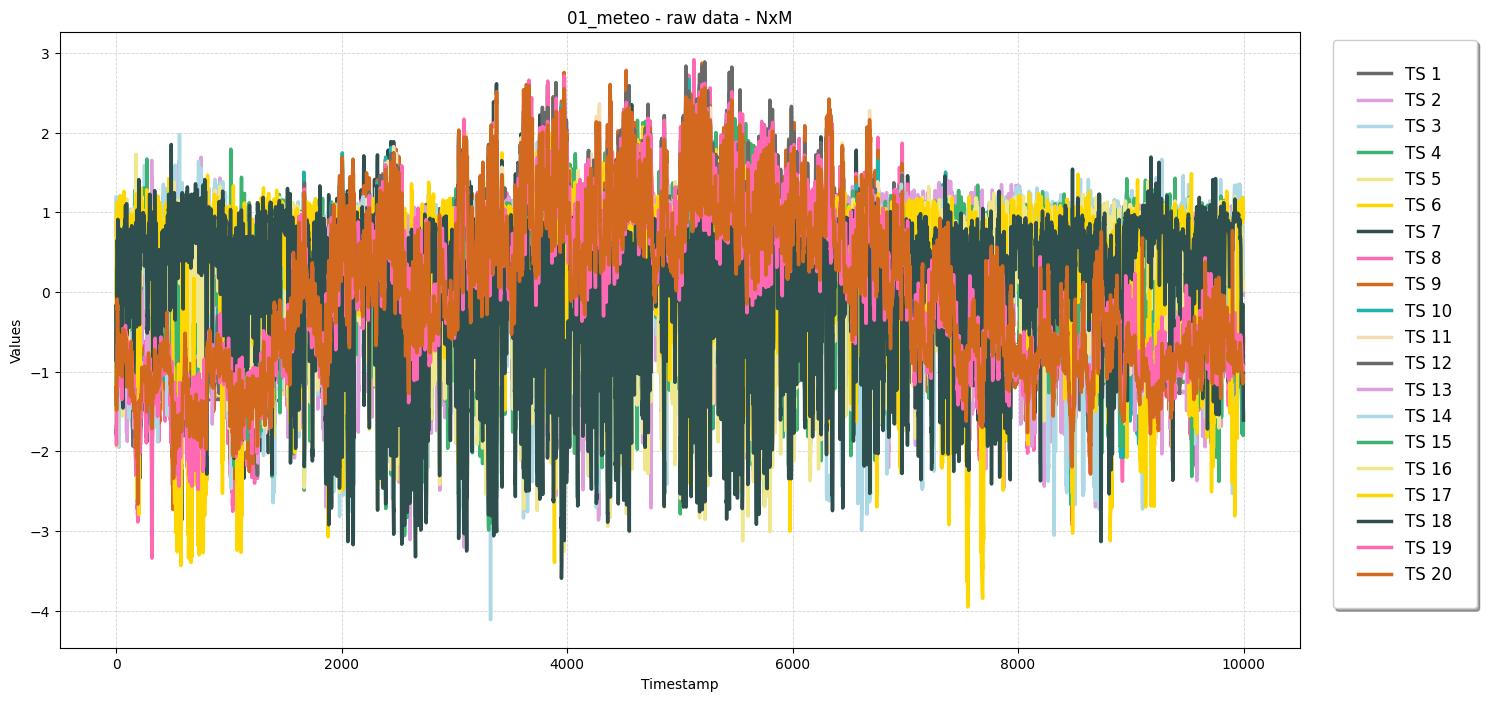 01_meteo - raw data - NxM
3
2
1
0
−1
−2
−3
−4
Values
0 2000 4000 6000 8000 10000
Timestamp
TS 1
TS 2
TS 3
TS 4
TS 5
TS 6
TS 7
TS 8
TS 9
TS 10
TS 11
TS 12
TS 13
TS 14
TS 15
TS 16
TS 17
TS 18
TS 19
TS 20